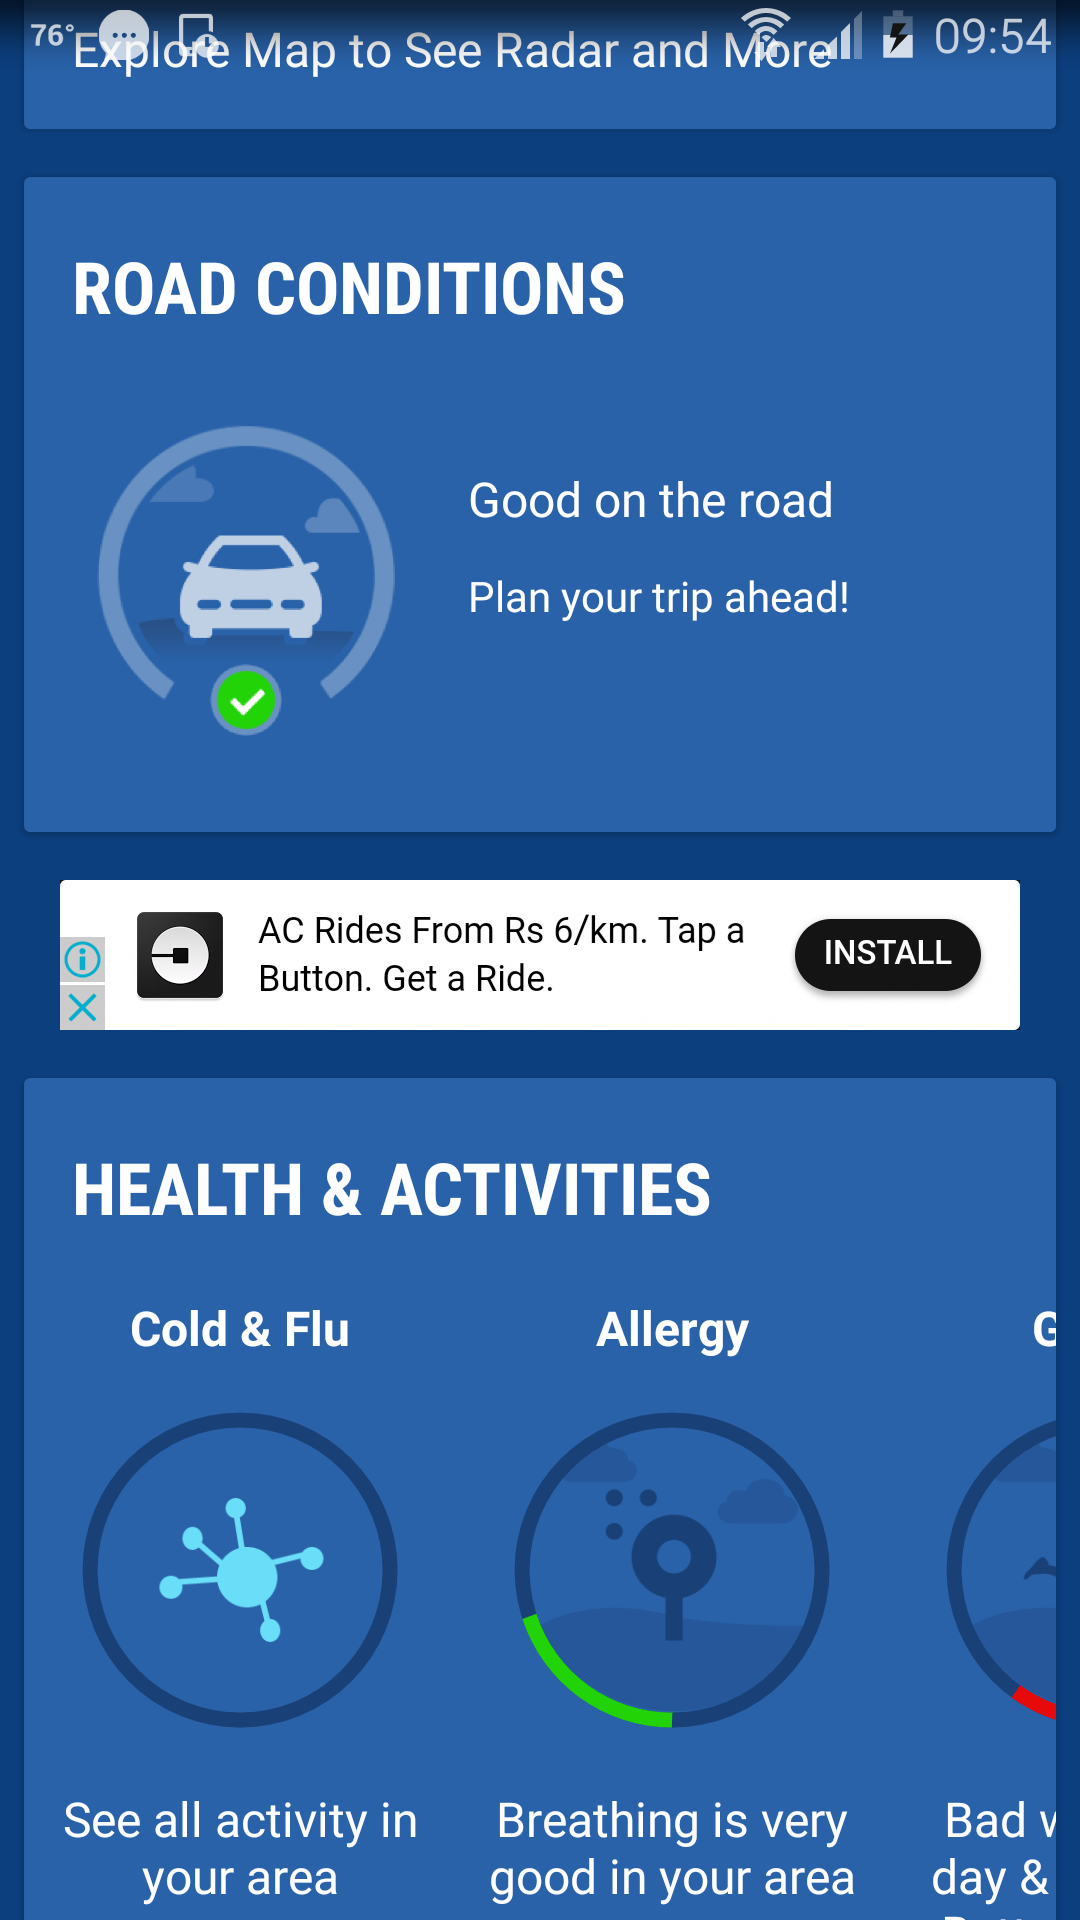 76°
09:54
Explore Map to See Radar and More
ROAD CONDITIONS
Good on the road
Plan your trip ahead!
AC Rides From Rs 6/km. Tap a
Button. Get a Ride.
INSTALL
HEALTH & ACTIVITIES
Cold & Flu
Allergy
See all activity in
your area
Breathing is very
good in your area
Bad
day &